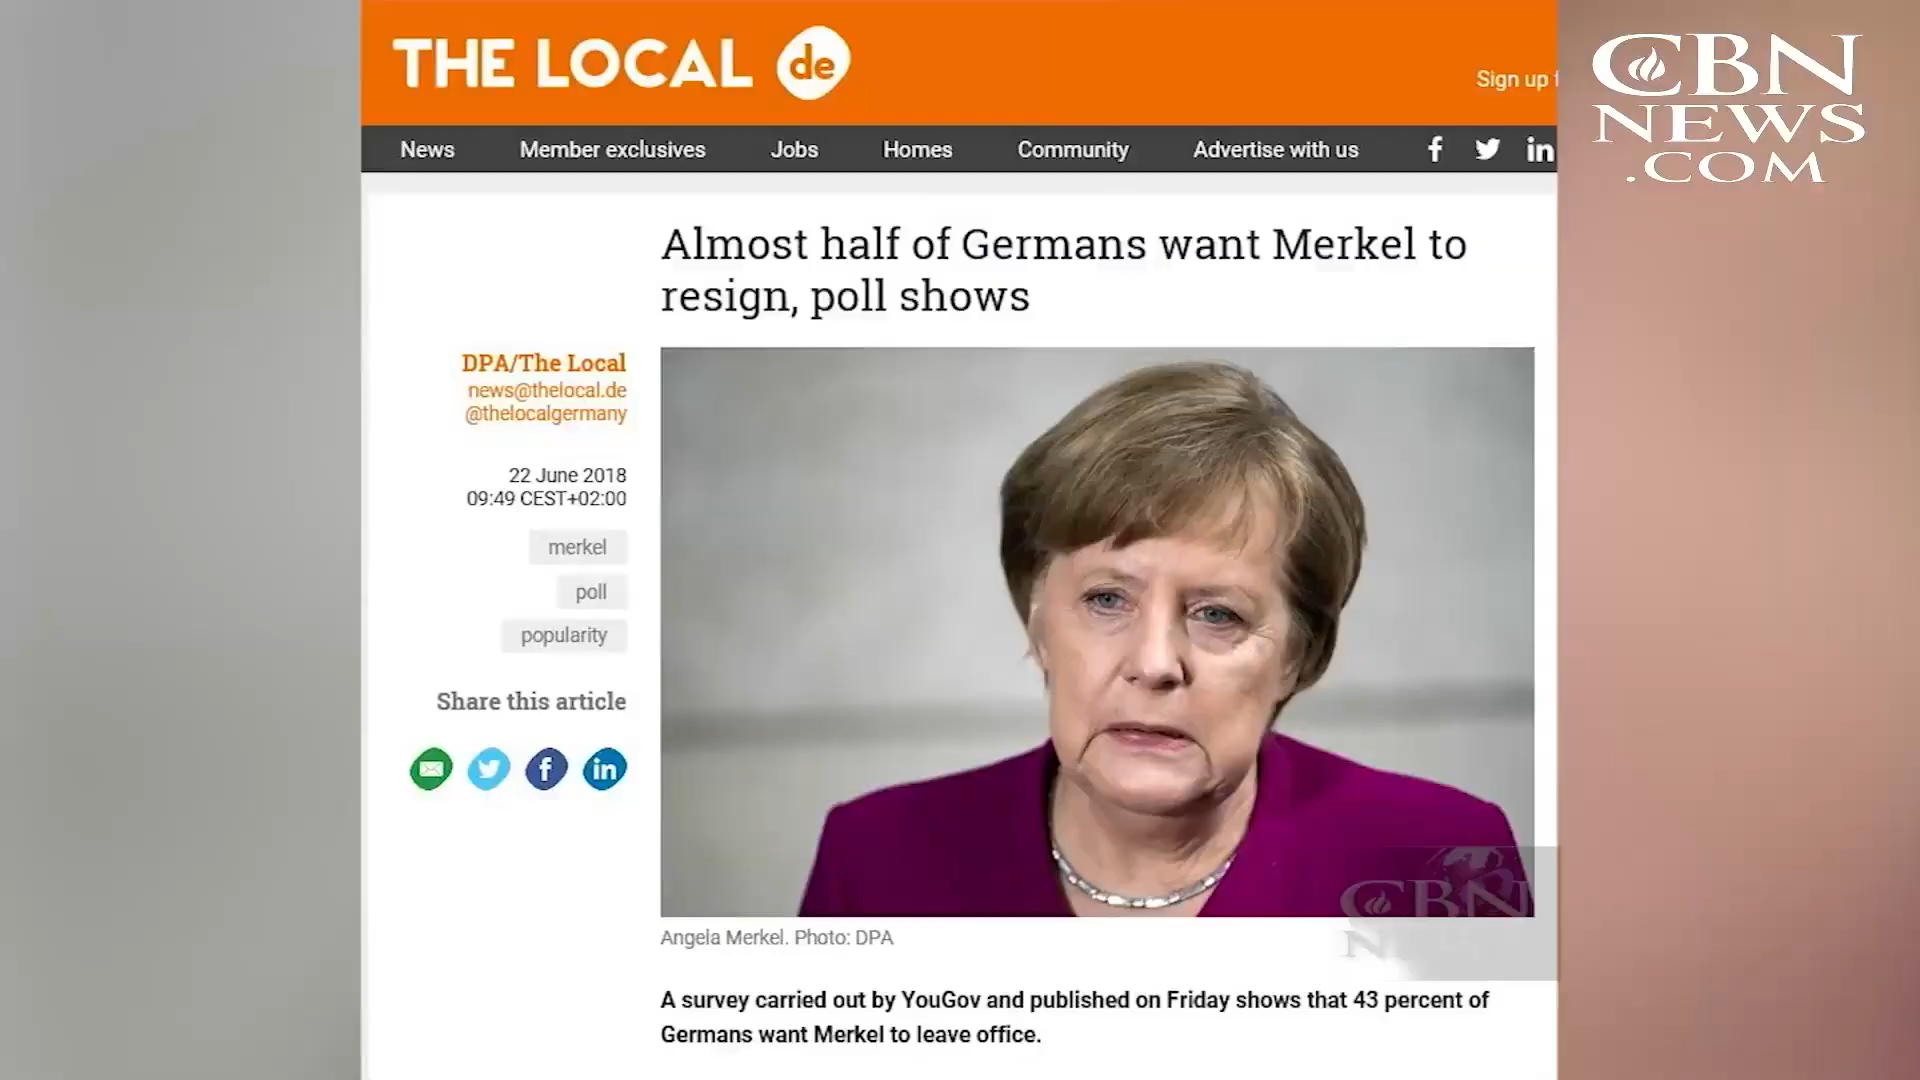 THE LOCAL de
Sign up
CBN
NEWS
.COM
News Member exclusives Jobs Homes Community Advertise with us f in
Almost half of Germans want Merkel to
resign, poll shows
DPA/The Local
news@thelocal.de
@thelocalgermany
22 June 2018
09:49 CEST+02:00
merkel
poll
popularity
Share this article
f in
CBN
Angela Merkel. Photo: DPA
A survey carried out by YouGov and published on Friday shows that 43 percent of
Germans want Merkel to leave office.